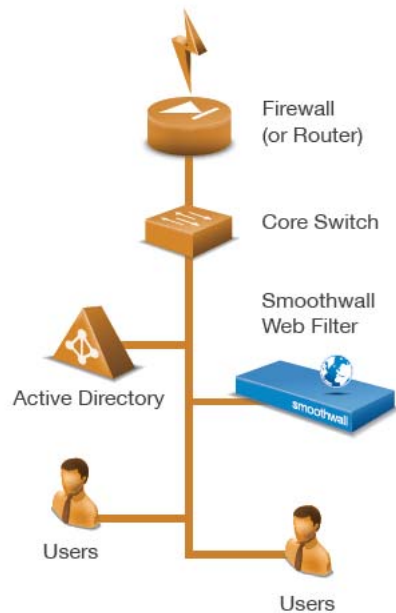 Firewall
(or Router)
Core Switch
Smoothwall
Web Filter
Active Directory
smoothwall
Users
Users